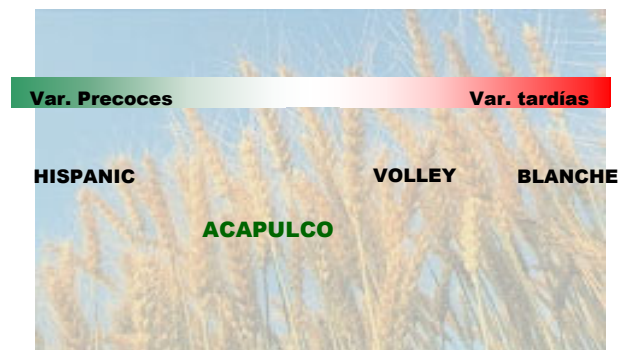 Var. Precoces Var. tardías
HISPANIC VOLLEY BLANCHE
ACAPULCO